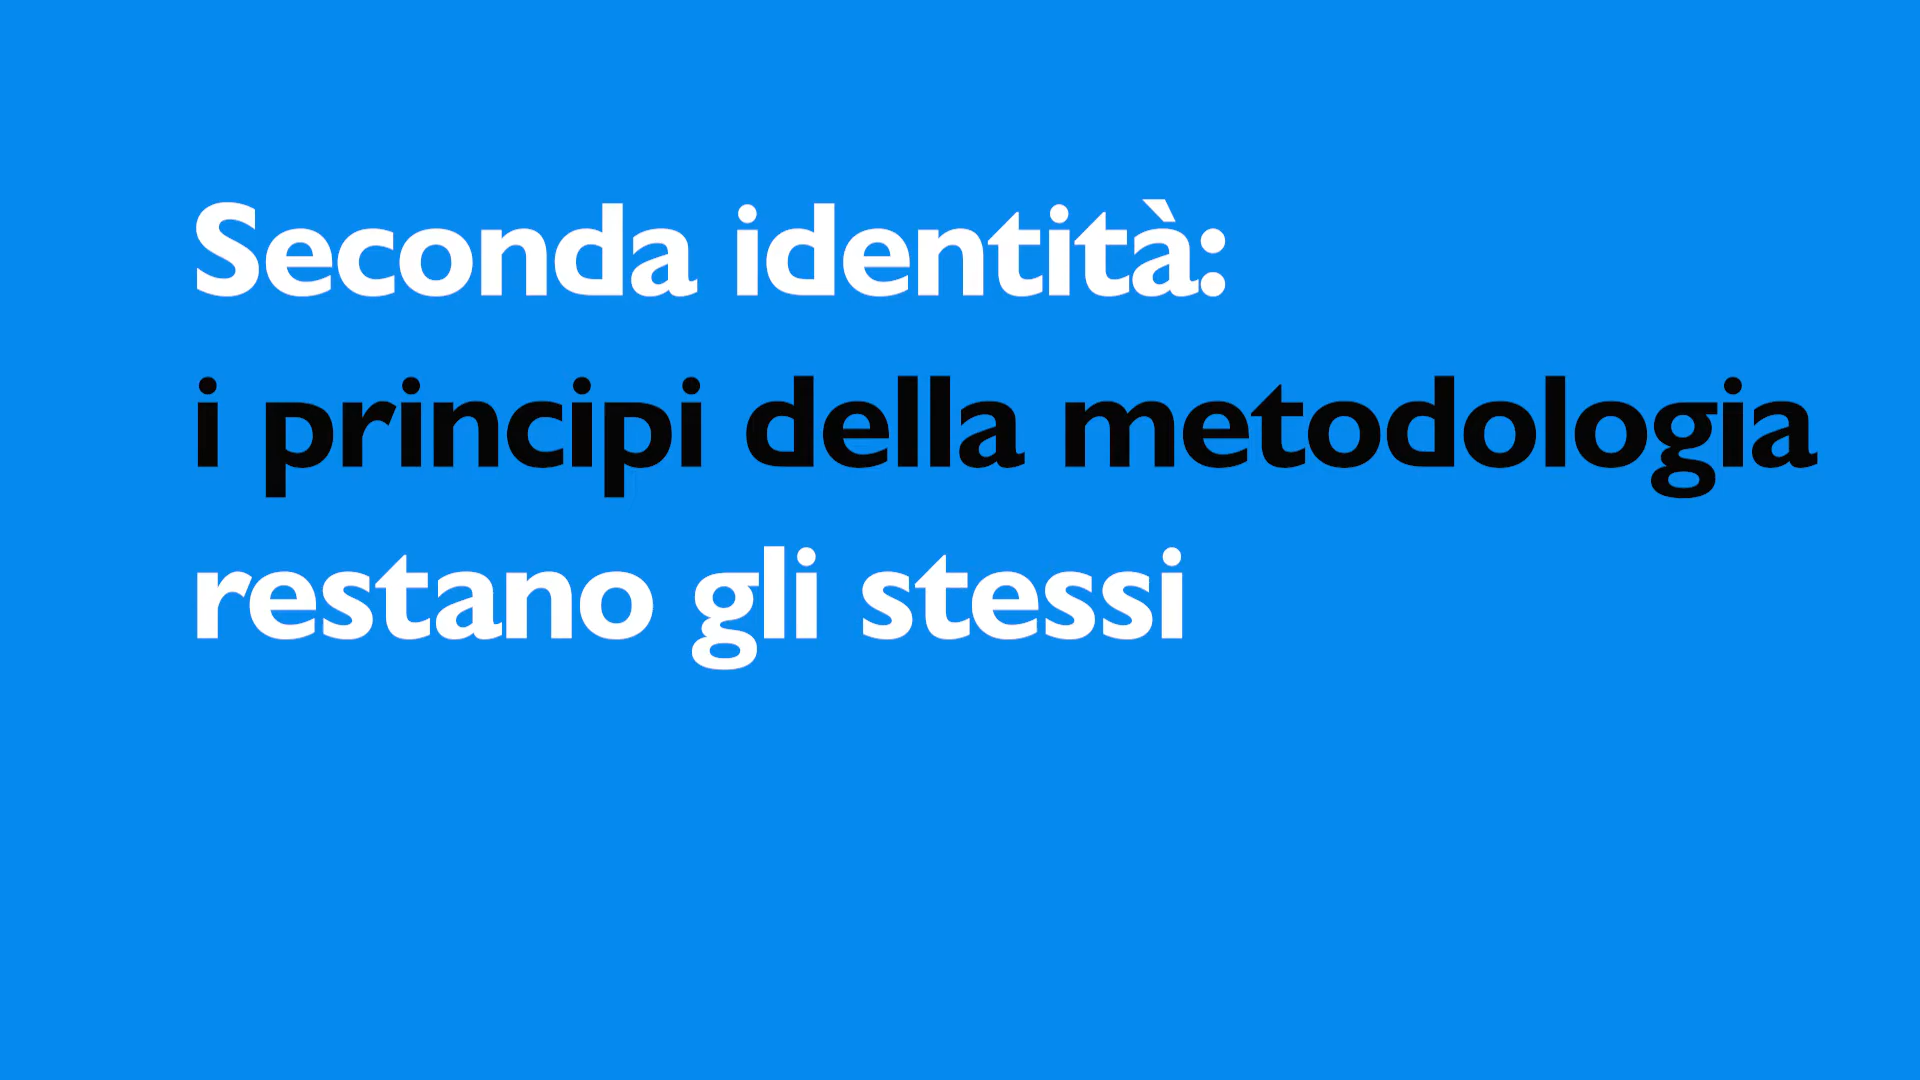 Seconda identità:
i principi della metodologia
restano gli stessi